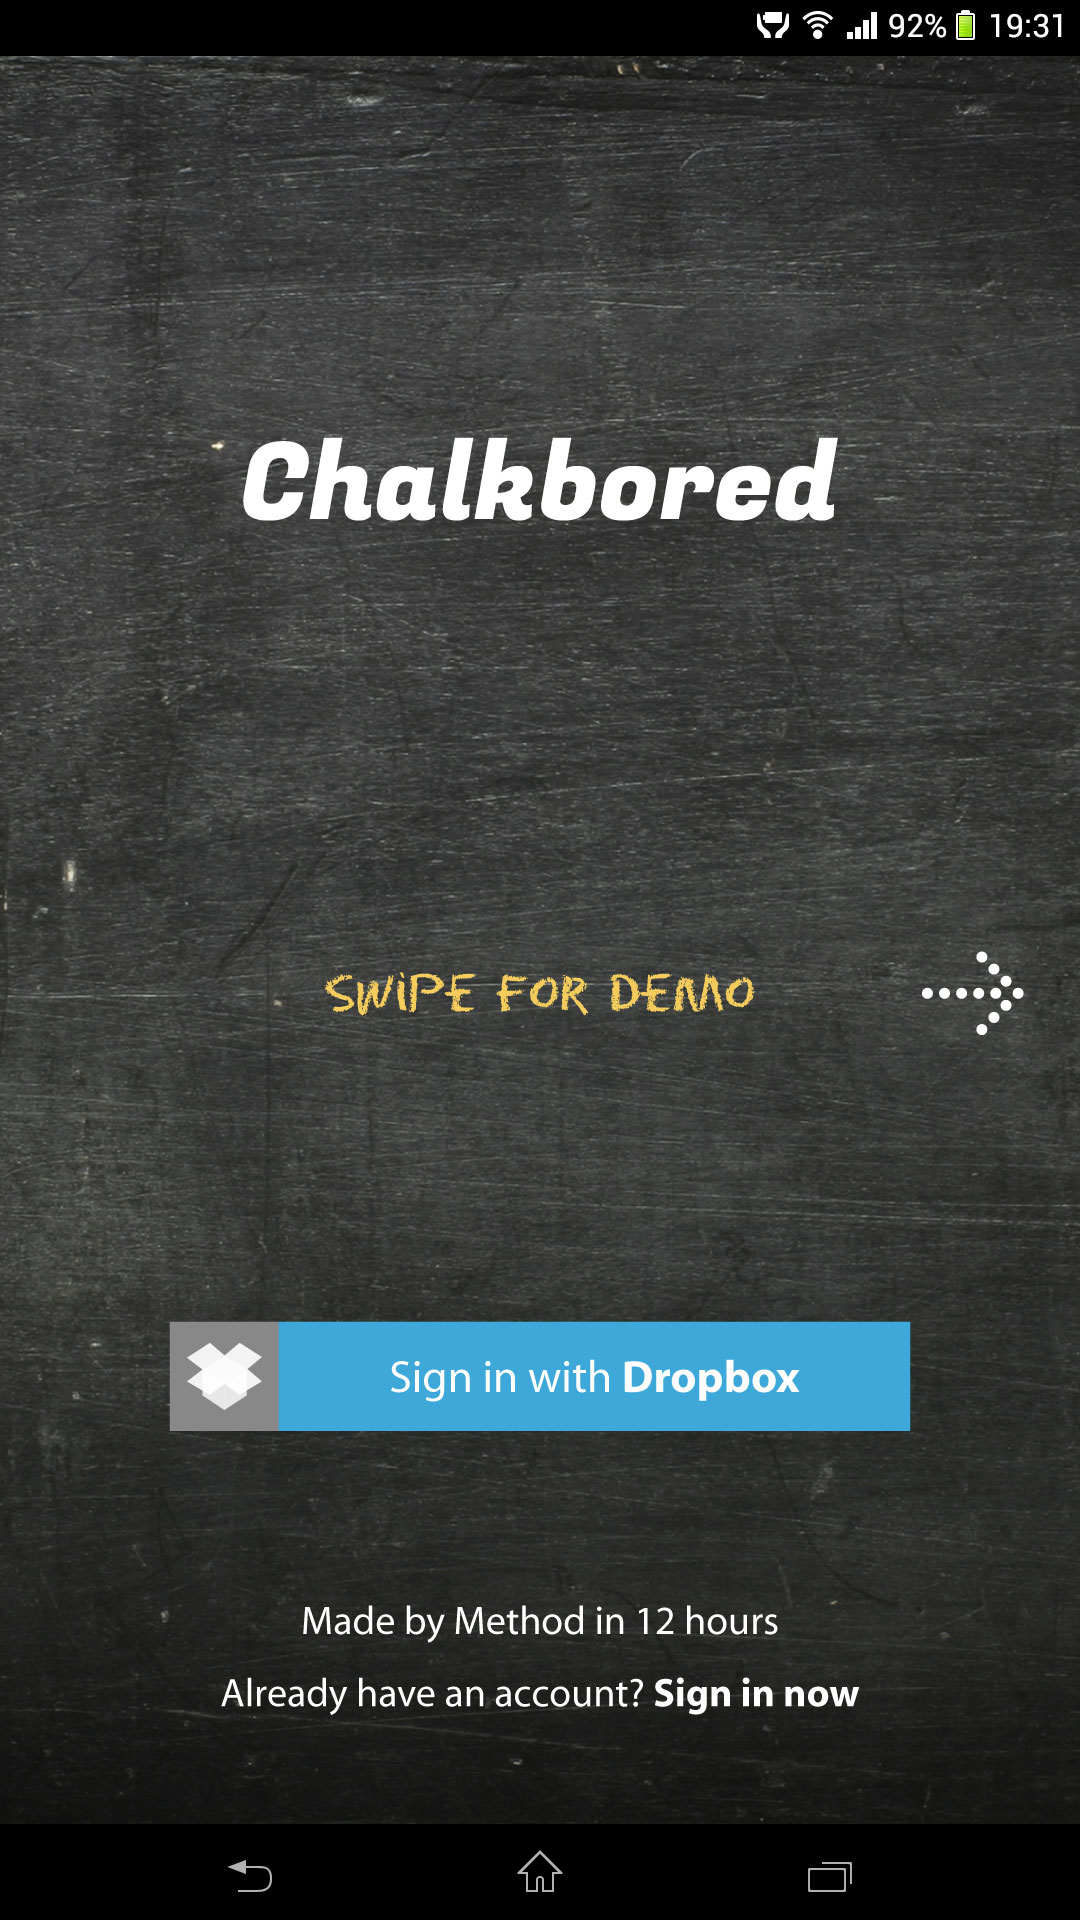 92% 19:31
Chalkbored
SWiPE FOR DEMO
Sign in with Dropbox
Made by Method in 12 hours
Already have an account? Sign in now